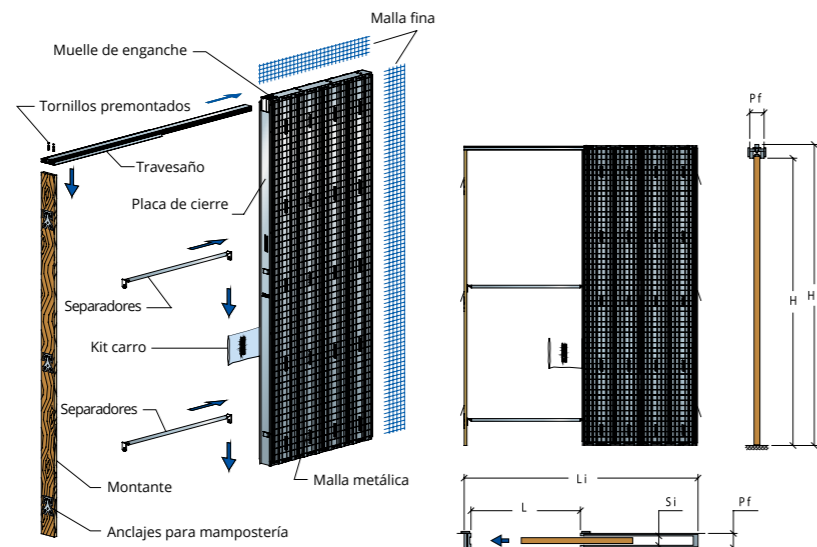 Malla fina
Muelle de enganche
Tornillos premontados
Travesaño
Placa de cierre
Separadores
Kit carro
Separadores
Montante
Malla metálica
Anclajes para mampostería
Pf
H
H
Li
L
Si
Pf